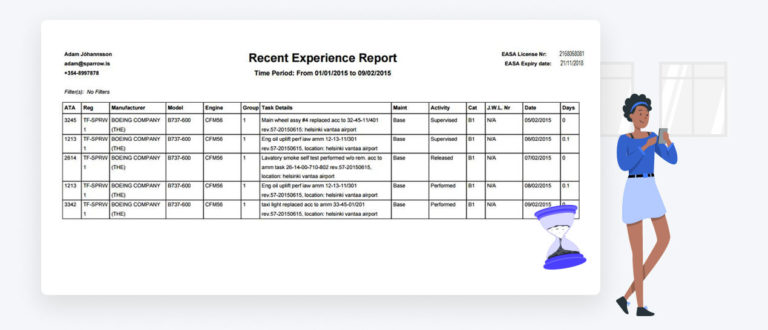 Adam Jóhannsson
adam@sparrow.is
+354-8997878
Recent Experience Report
Time Period: From 01/01/2015 to 09/02/2015
EASA License Nr: 2168068081
EASA Expiry date: 21/11/2018
Filter(s): No Filters
ATA Reg Manufacturer Model Engine Group Task Details Maint Activity Cat J.W.L. Nr Date Days
3245 TF-SPRW BOEING COMPANY B737-600 CFM56 1 Main wheel assy #4 replaced acc to 32-45-11/401 Base Supervised B1 N/A 05/02/2015 0
1 (THE) rev.57-20150615: helsinki vantaa airport
1213 TF-SPRW BOEING COMPANY B737-600 CFM56 1 Eng oil uplift perf iaw amm 12-13-11/301 Base Supervised B1 N/A 06/02/2015 0.1
1 (THE) rev.57-20150615, location: helsinki vantaa airport
2614 TF-SPRW BOEING COMPANY B737-600 CFM56 1 Lavatory smoke self test performed w/o rem. acc to Base Released B1 N/A 07/02/2015 0
1 (THE) amm task 26-14-00-710-802 rev.57-20150615,
location: helsinki vantaa airport
1213 TF-SPRW BOEING COMPANY B737-600 CFM56 1 Eng oil uplift perf iaw amm 12-13-11/301 Base Performed B1 N/A 08/02/2015 0.1
1 (THE) rev.57-20150615, location: helsinki vantaa airport
3342 TF-SPRW BOEING COMPANY B737-600 CFM56 1 taxi light replaced acc to amm 33-45-01/201 Base Performed B1 N/A 09/02/2015
1 (THE) rev.57-20150615, location: helsinki vantaa airport